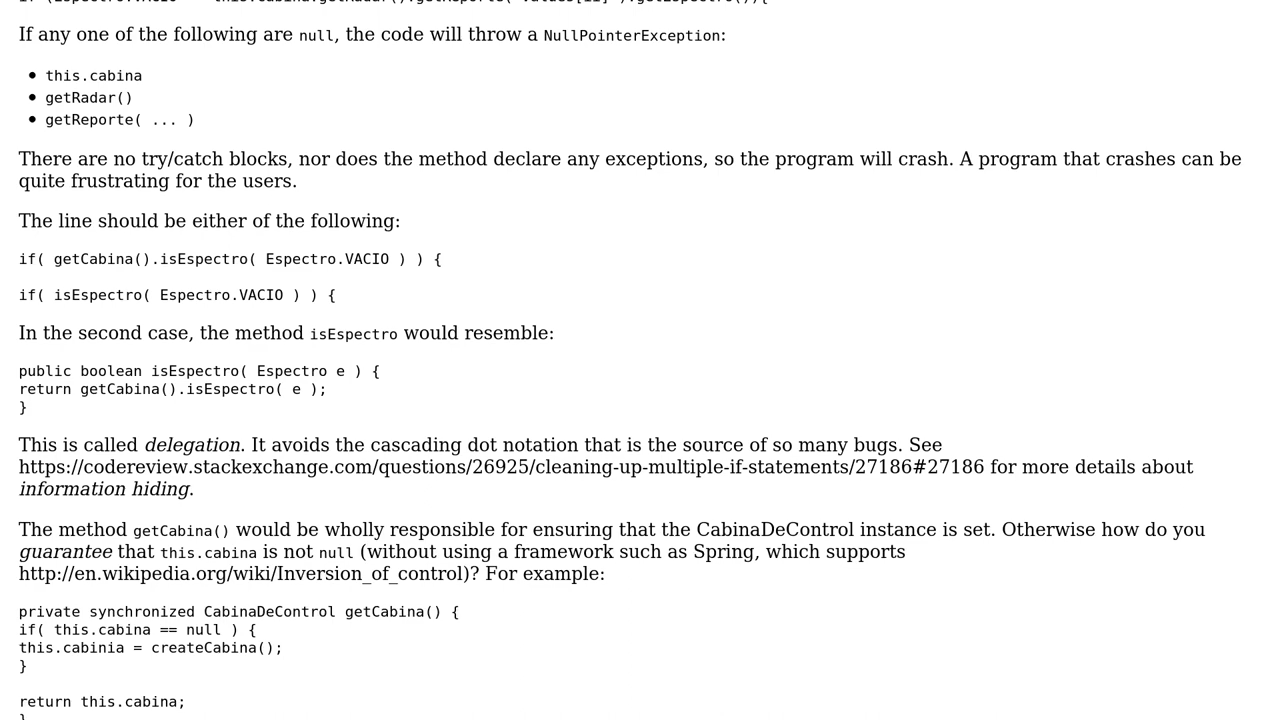 If any one of the following are null, the code will throw a NullPointerException:
this.cabina
getRadar()
getReporte( ... )
There are no try/catch blocks, nor does the method declare any exceptions, so the program will crash. A program that crashes can be
quite frustrating for the users.
The line should be either of the following:
if( getCabina().isEspectro( Espectro.VACIO ) ) {
if( isEspectro( Espectro.VACIO ) ) {
In the second case, the method isEspectro would resemble:
public boolean isEspectro( Espectro e ) {
return getCabina().isEspectro( e );
}
This is called delegation. It avoids the cascading dot notation that is the source of so many bugs. See
https://codereview.stackexchange.com/questions/26925/cleaning-up-multiple-if-statements/27186#27186 for more details about
information hiding.
The method getCabina() would be wholly responsible for ensuring that the CabinaDeControl instance is set. Otherwise how do you
guarantee that this.cabina is not null (without using a framework such as Spring, which supports
http://en.wikipedia.org/wiki/Inversion_of_control)? For example:
private synchronized CabinaDeControl getCabina() {
if( this.cabina == null ) {
this.cabinia = createCabina();
}
return this.cabina;
}